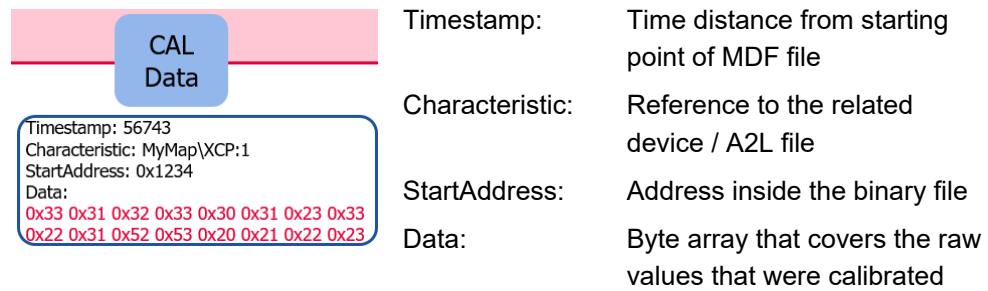 CAL
Data
Timestamp: 56743
Characteristic: MyMap\XCP:1
StartAddress: 0x1234
Data:
0x33 0x31 0x32 0x33 0x30 0x31 0x23 0x33
0x22 0x31 0x52 0x53 0x20 0x21 0x22 0x23
Timestamp: Time distance from starting
point of MDF file
Characteristic: Reference to the related
device / A2L file
StartAddress: Address inside the binary file
Data: Byte array that covers the raw
values that were calibrated